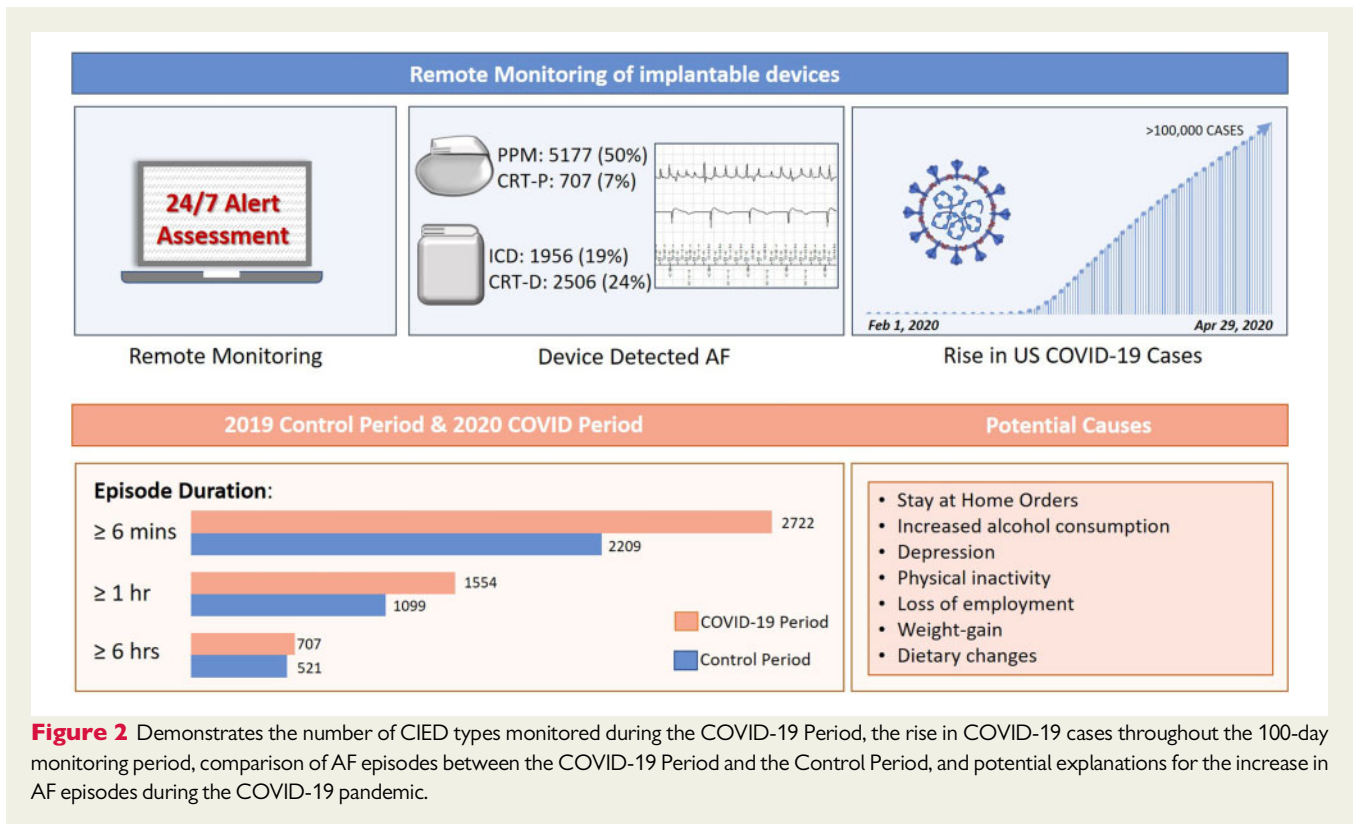 Remote Monitoring of implantable devices
24/7 Alert
Assessment
Remote Monitoring
PPM: 5177 (50%)
CRT-P: 707 (7%)
ICD: 1956 (19%)
CRT-D: 2506 (24%)
Device Detected AF
>100,000 CASES
Feb 1, 2020
Apr 29, 2020
Rise in US COVID-19 Cases
2019 Control Period & 2020 COVID Period
Episode Duration:
≥ 6 mins
2722
2209
≥ 1 hr
1554
1099
≥ 6 hrs
707
521
COVID-19 Period
Control Period
Potential Causes
• Stay at Home Orders
• Increased alcohol consumption
• Depression
• Physical inactivity
• Loss of employment
• Weight-gain
• Dietary changes
Figure 2 Demonstrates the number of CIED types monitored during the COVID-19 Period, the rise in COVID-19 cases throughout the 100-day
monitoring period, comparison of AF episodes between the COVID-19 Period and the Control Period, and potential explanations for the increase in
AF episodes during the COVID-19 pandemic.